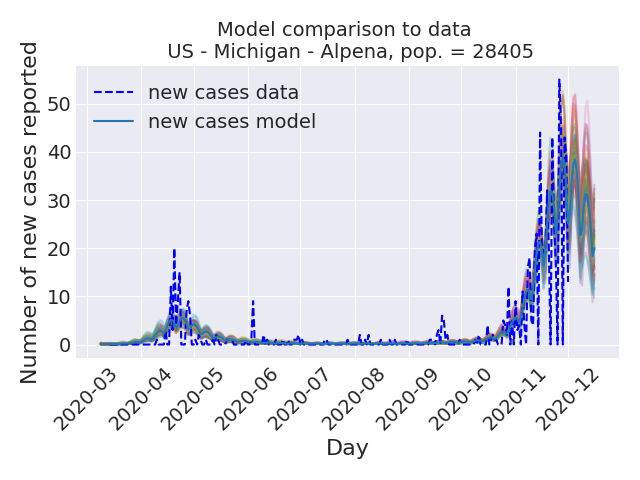 Model comparison to data
US - Michigan - Alpena, pop. = 28405
Number of new cases reported
50
40
30
20
10
0
new cases data
new cases model
2020-03
2020-04
2020-05
2020-06
2020-07
2020-08
2020-09
2020-10
2020-11
2020-12
Day